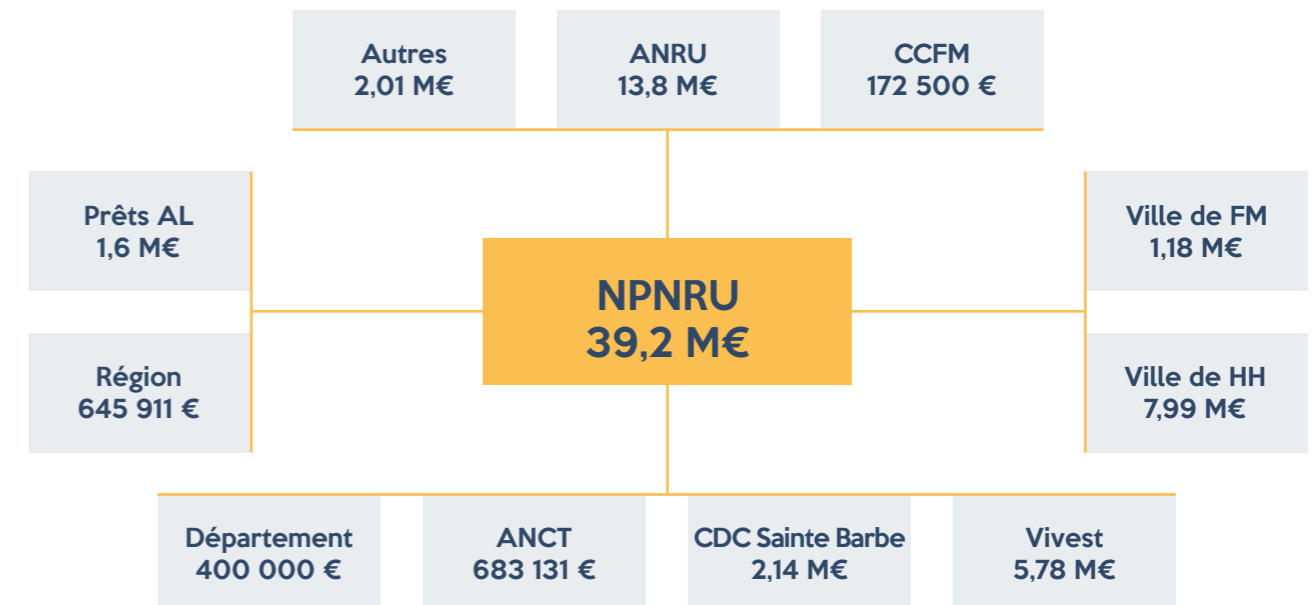 Autres
2,01 M€
ANRU
13,8 M€
CCFM
172 500 €
Prêts AL
1,6 M€
Ville de FM
1,18 M€
NPNRU
39,2 M€
Région
645 911 €
Ville de HH
7,99 M€
Département
400 000 €
ANCT
683 131 €
CDC Sainte Barbe
2,14 M€
Vivest
5,78 M€